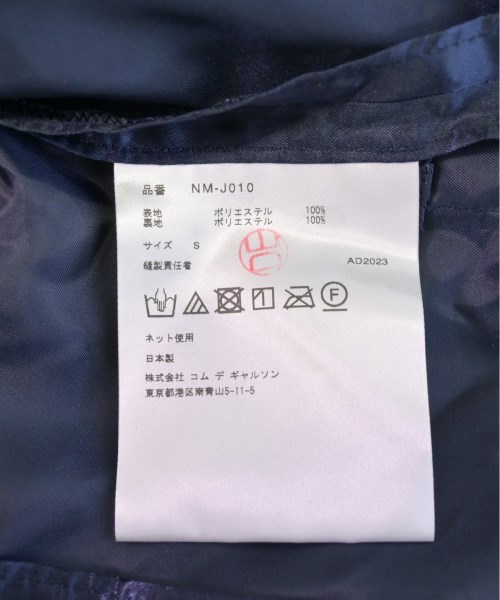 品番 NM-J010
表地 ポリエステル 100%
裏地 ポリエステル 100%
サイズ S
縫製責任者 AD2023
F
ネット使用
日本製
株式会社 コム デ ギャルソン
東京都港区南青山5-11-5